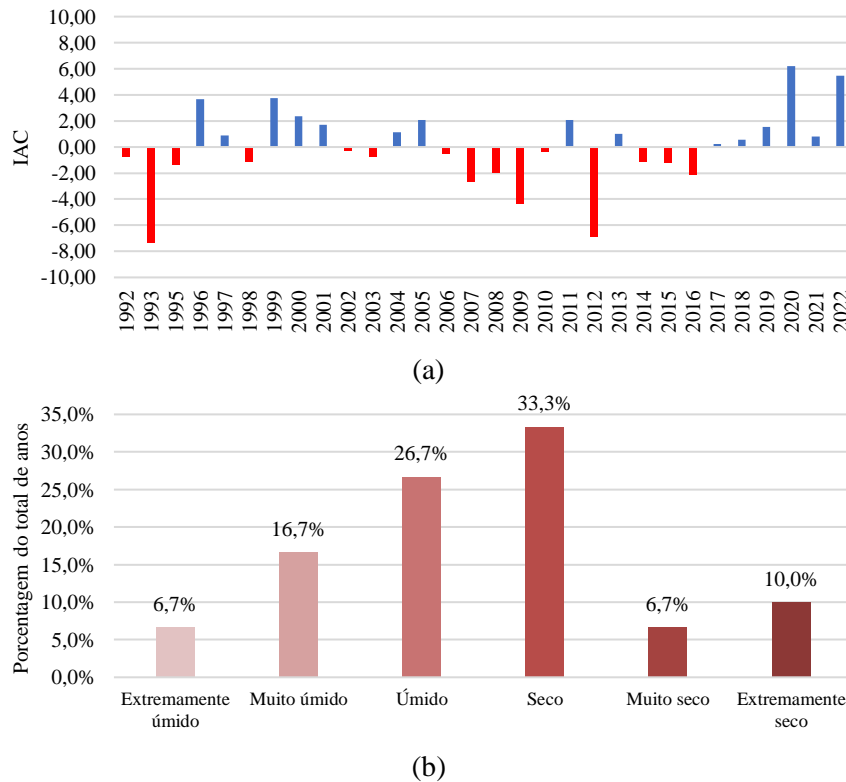 10,00
8,00
6,00
4,00
2,00
0,00
-2,00
-4,00
-6,00
-8,00
-10,00
IAC
1992 1993 1995 1996 1997 1998 1999 2000 2001 2002 2003 2004 2005 2006 2007 2008 2009 2010 2011 2012 2013 2014 2015 2016 2017 2018 2019 2020 2021 2022
(a)
Porcentagem do total de anos
35,0%
30,0%
25,0%
20,0%
15,0%
10,0%
5,0%
0,0%
6,7%
16,7%
26,7%
33,3%
6,7%
10,0%
Extremamente
úmido
Muito úmido
Úmido
Seco
Muito seco
Extremamente
seco
(b)